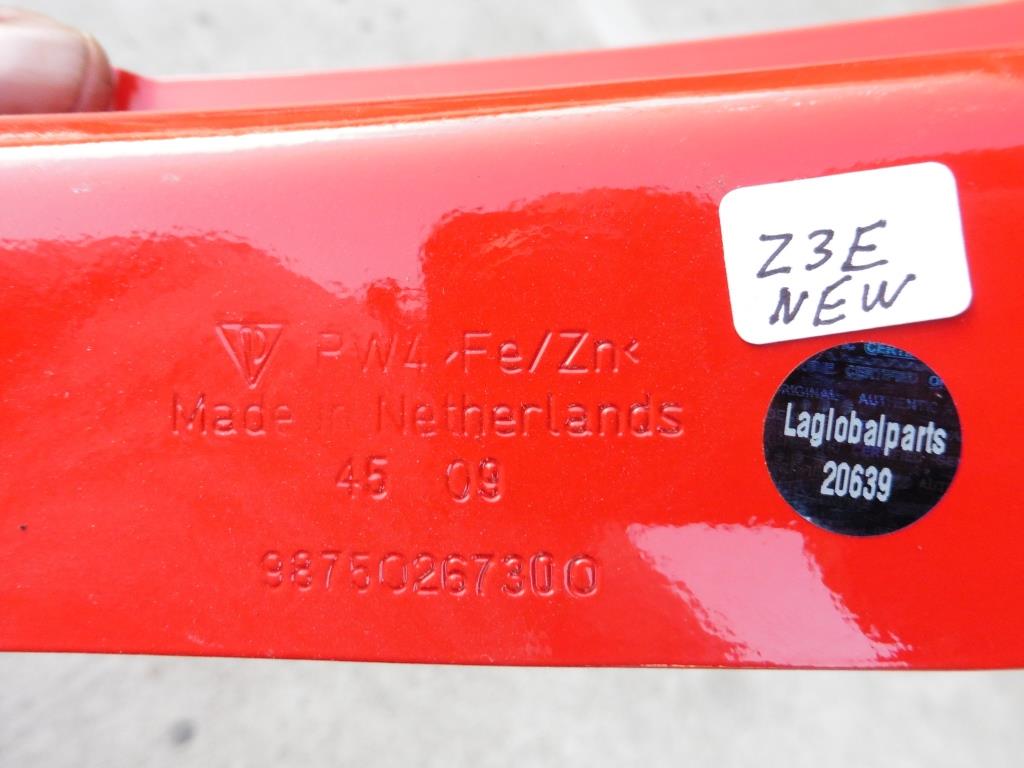 Z3E
NEW
PW4 >Fe/Zn<
Made in Netherlands
45 09
98750267300
Laglobalparts
20639